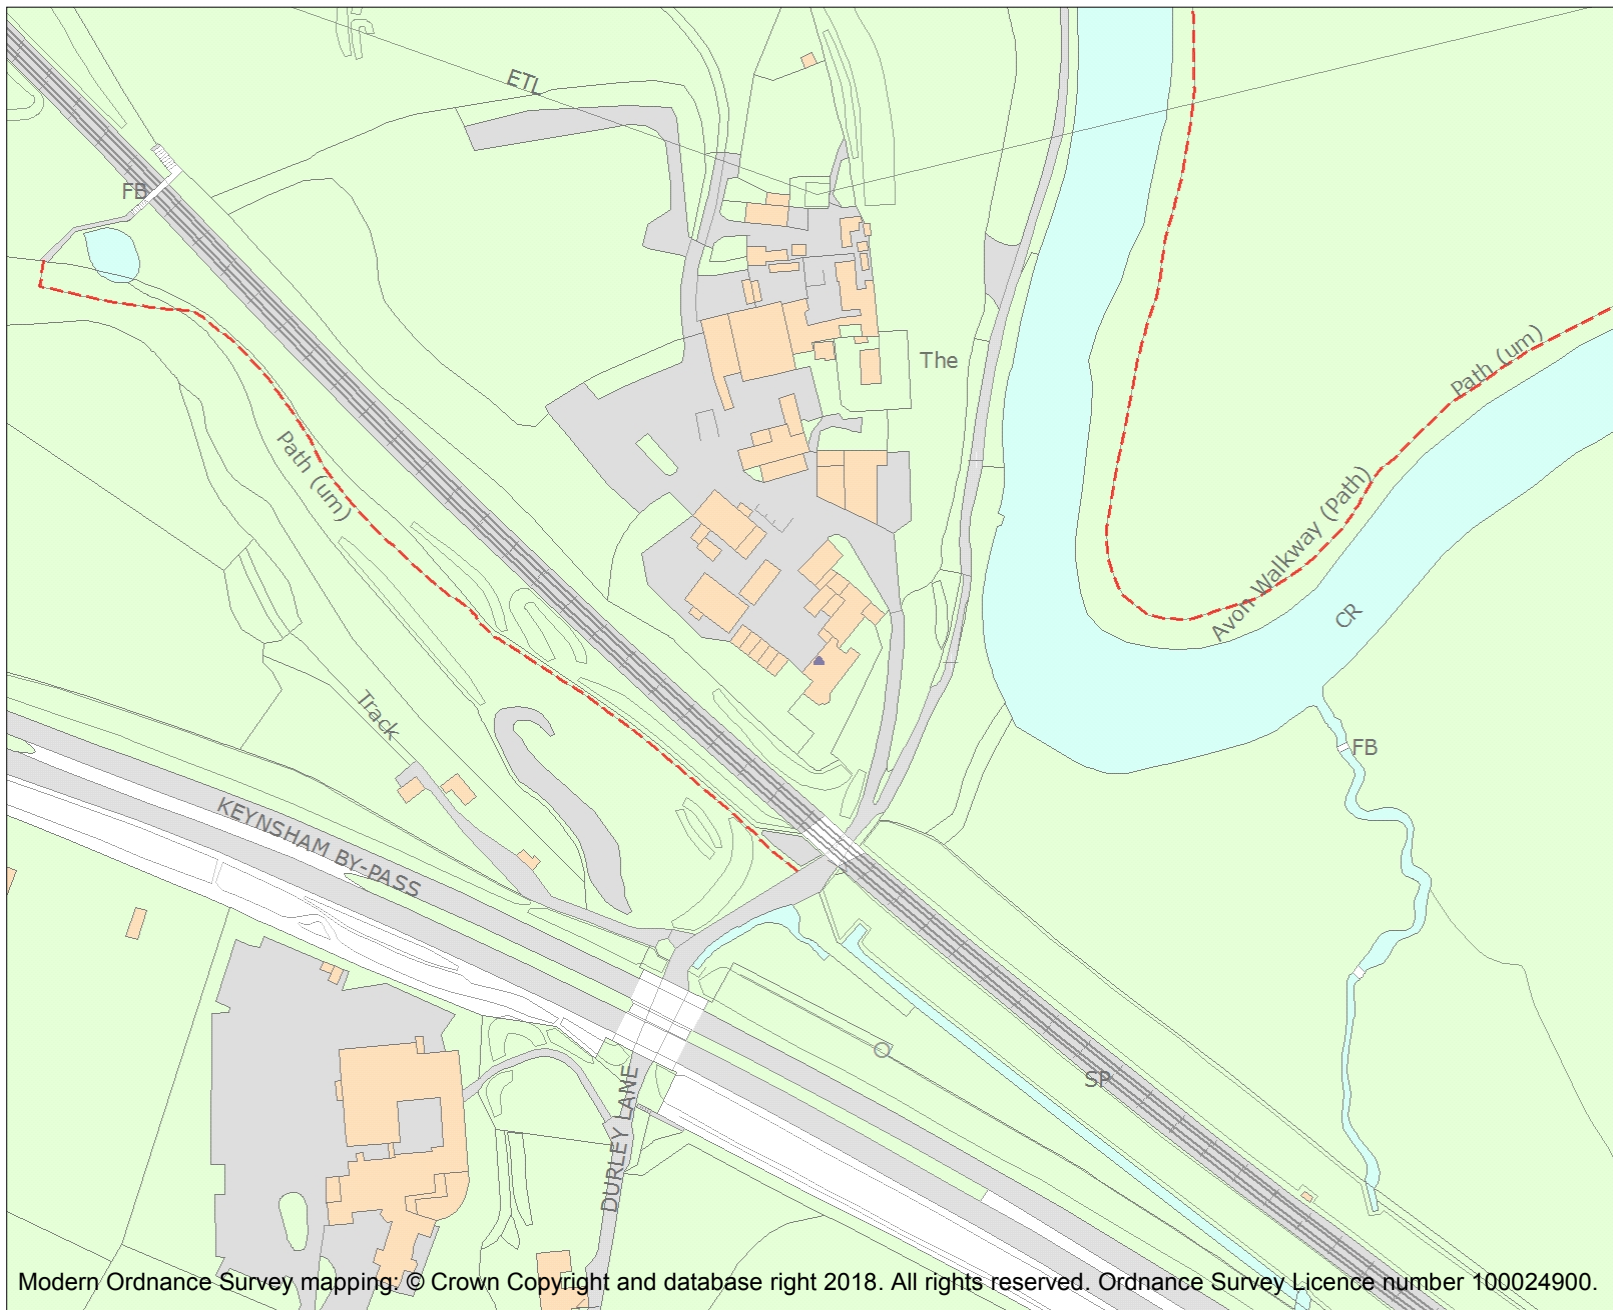 ETL
FB
The
Path (um)
Path (um)
Avon Walkway (Path)
CR
Track
FB
KEYNSHAM BY-PASS
SP
DURLEY LANE
Modern Ordnance Survey mapping: © Crown Copyright and database right 2018. All rights reserved. Ordnance Survey Licence number 100024900.